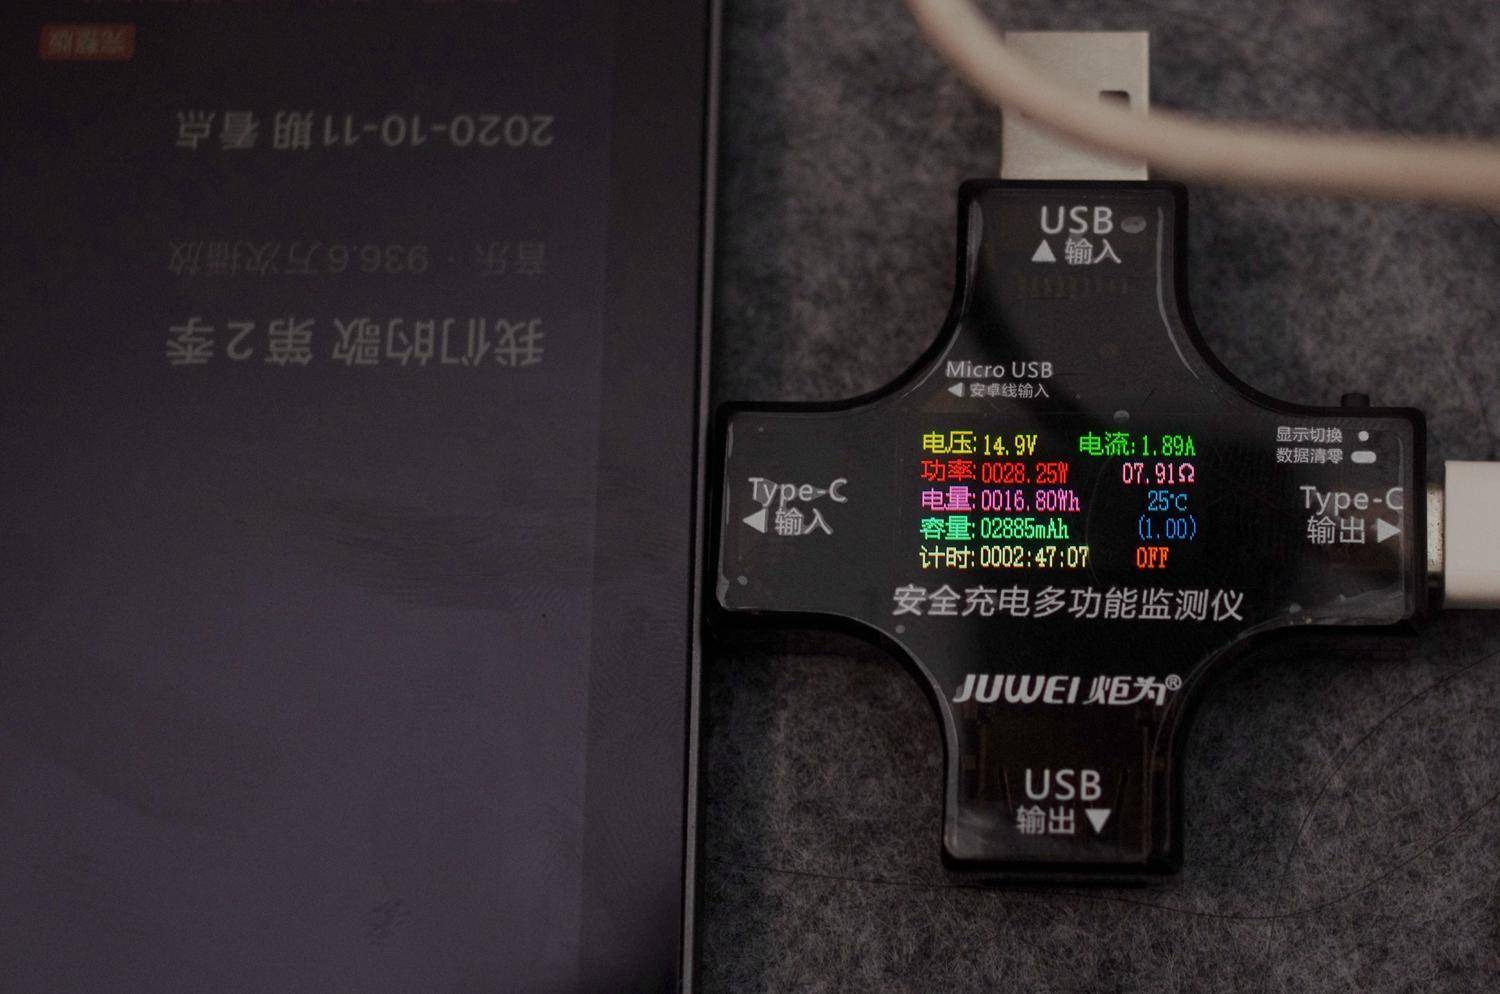 完整版
2020-10-11期看点
音乐 · 936.6万次播放
我们的歌 第2季
USB
▲输入
Micro USB
◀ 安卓线输入
显示切换 ●
数据清零
电压:14.9V 电流:1.89A
功率:0028.25W 07.91Ω
电量:0016.80Wh 25℃
容量:02885mAh (1.00)
计时:0002:47:07 OFF
Type-C
◀输入
Type-C
输出▶
安全充电多功能监测仪
JUWEI 炬为®
USB
输出▼